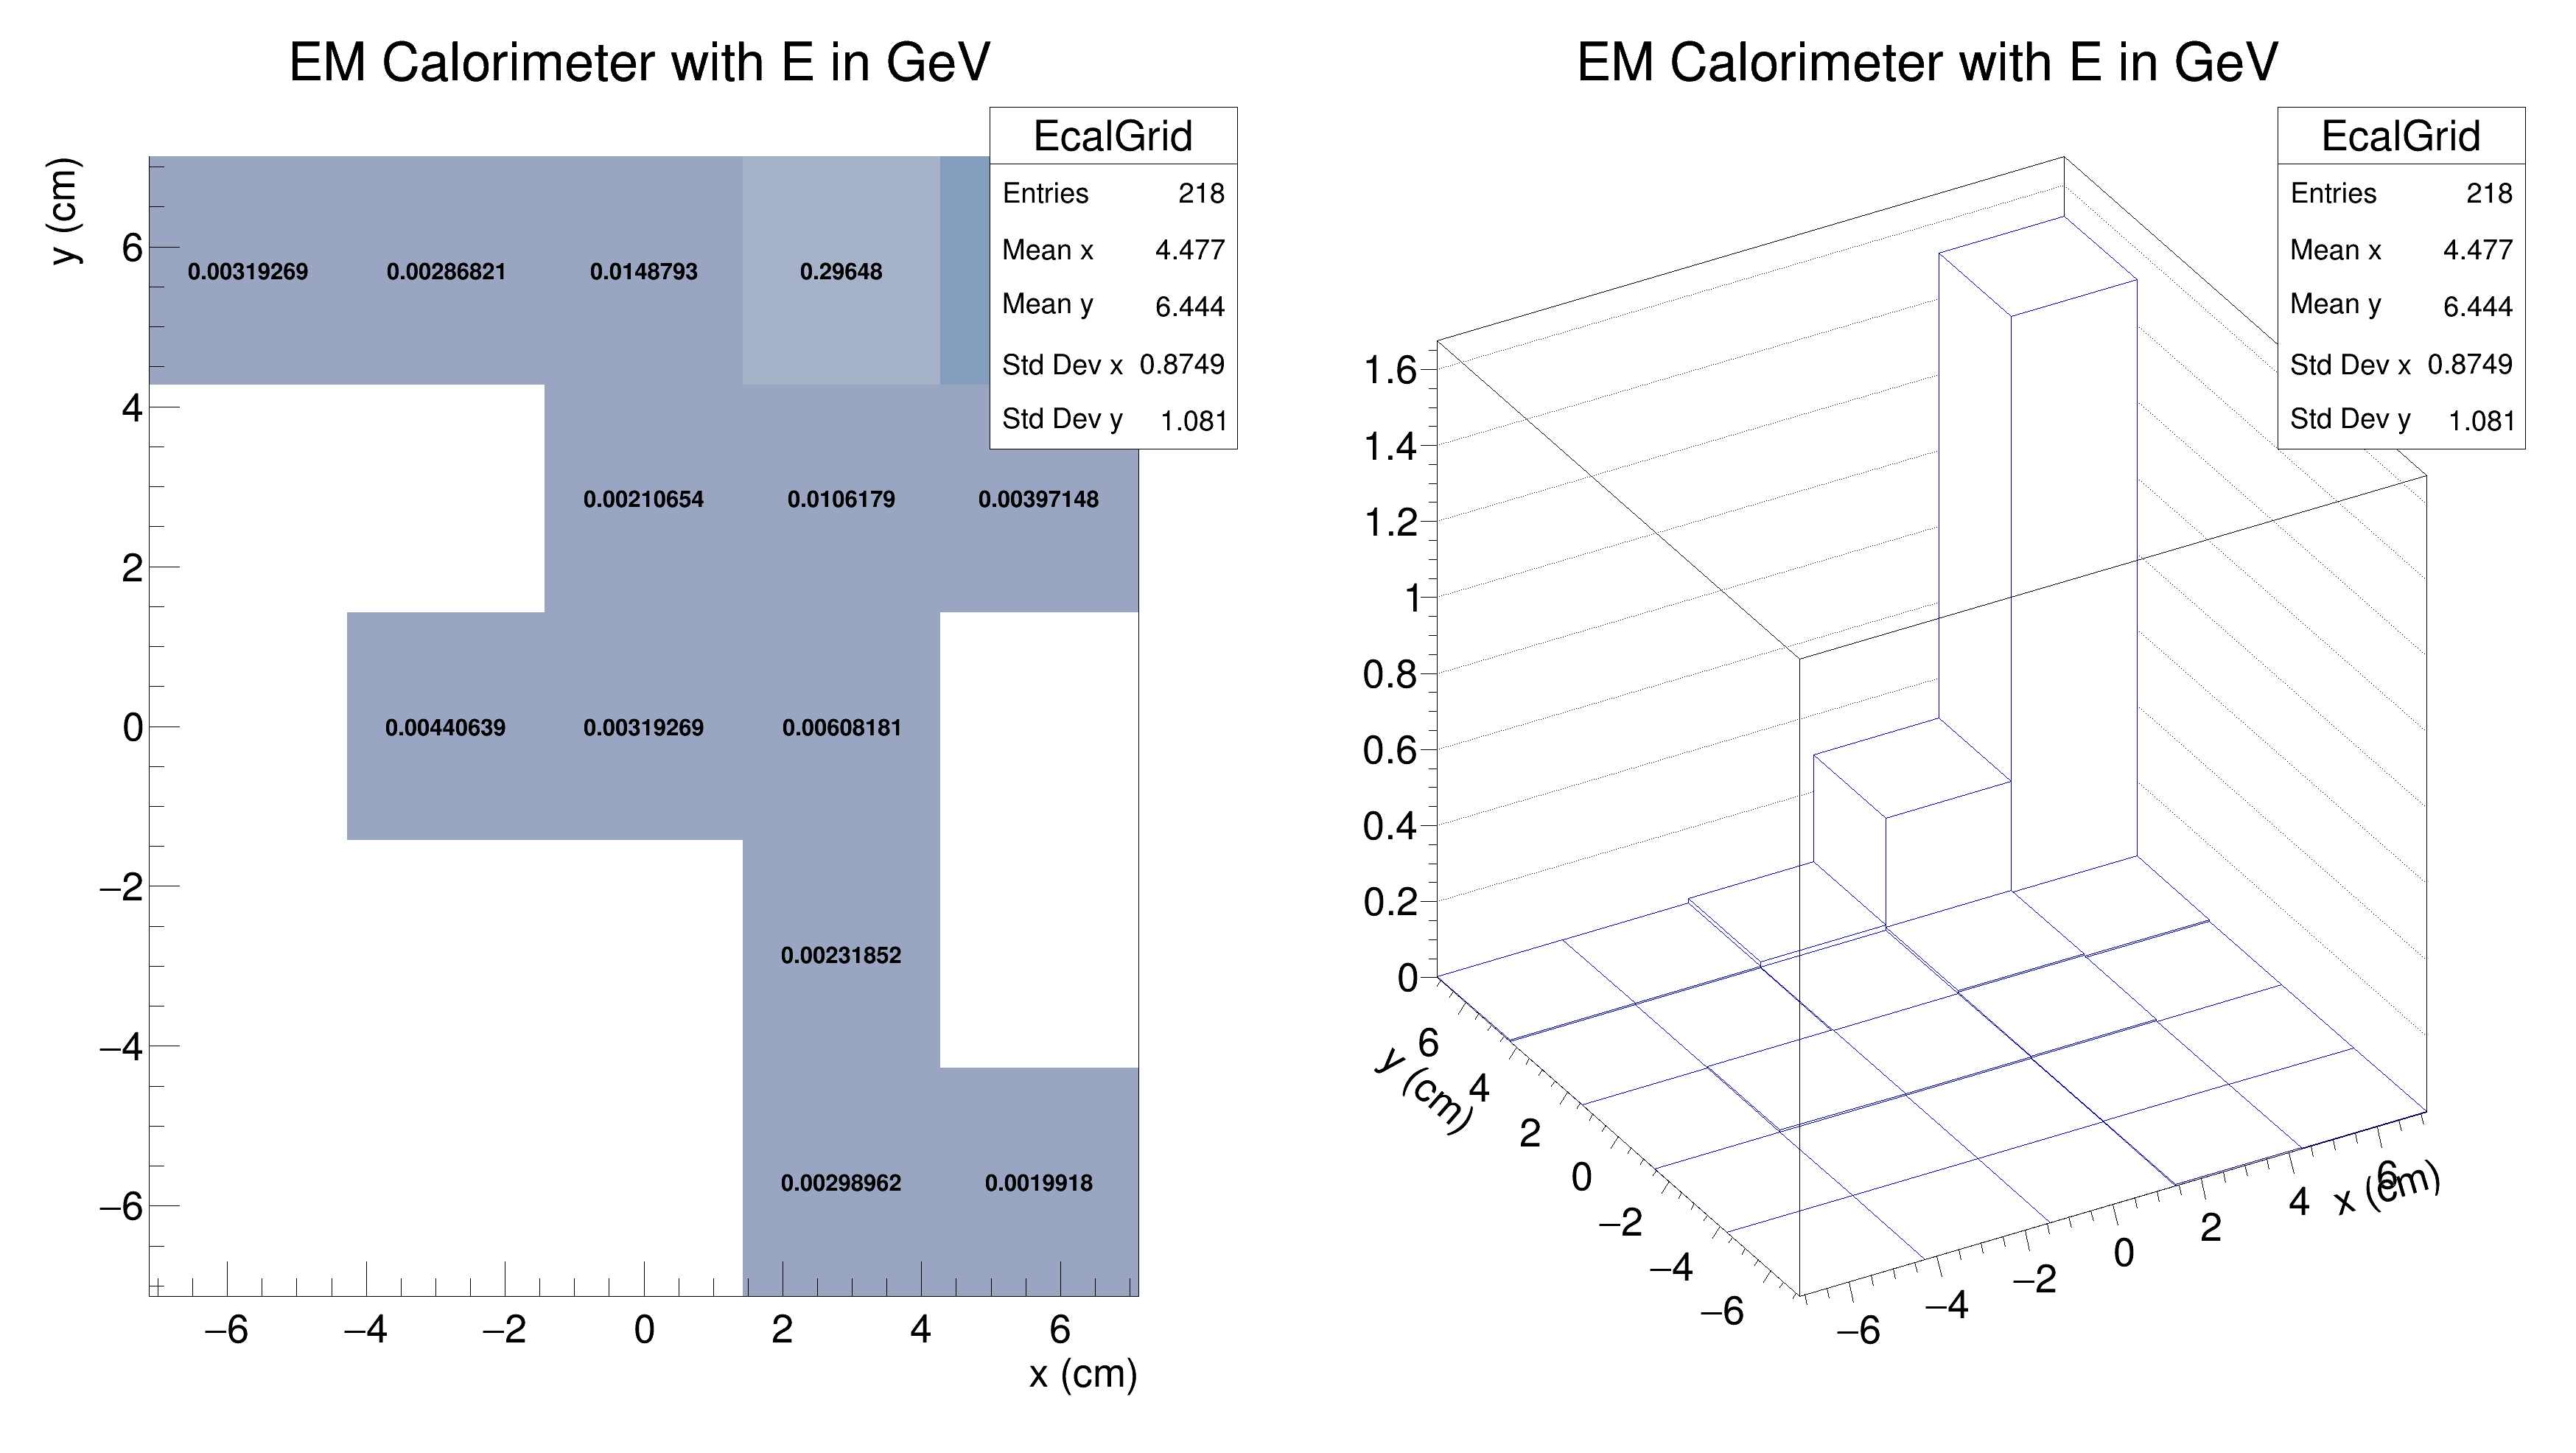 EM Calorimeter with E in GeV
EcalGrid
Entries 218
Mean x 4.477
Mean y 6.444
Std Dev x 0.8749
Std Dev y 1.081
y (cm)
6
4
2
0
−2
−4
−6
0.00319269 0.00286821 0.0148793 0.29648
0.00210654 0.0106179 0.00397148
0.00440639 0.00319269 0.00608181
0.00231852
0.00298962 0.0019918
−6 −4 −2 0 2 4 6
x (cm)
EM Calorimeter with E in GeV
EcalGrid
Entries 218
Mean x 4.477
Mean y 6.444
Std Dev x 0.8749
Std Dev y 1.081
1.6
1.4
1.2
1
0.8
0.6
0.4
0.2
0
6
4
2
0
−2
−4
−6
y (cm)
−6
−4
−2
0
2
4
6
x (cm)